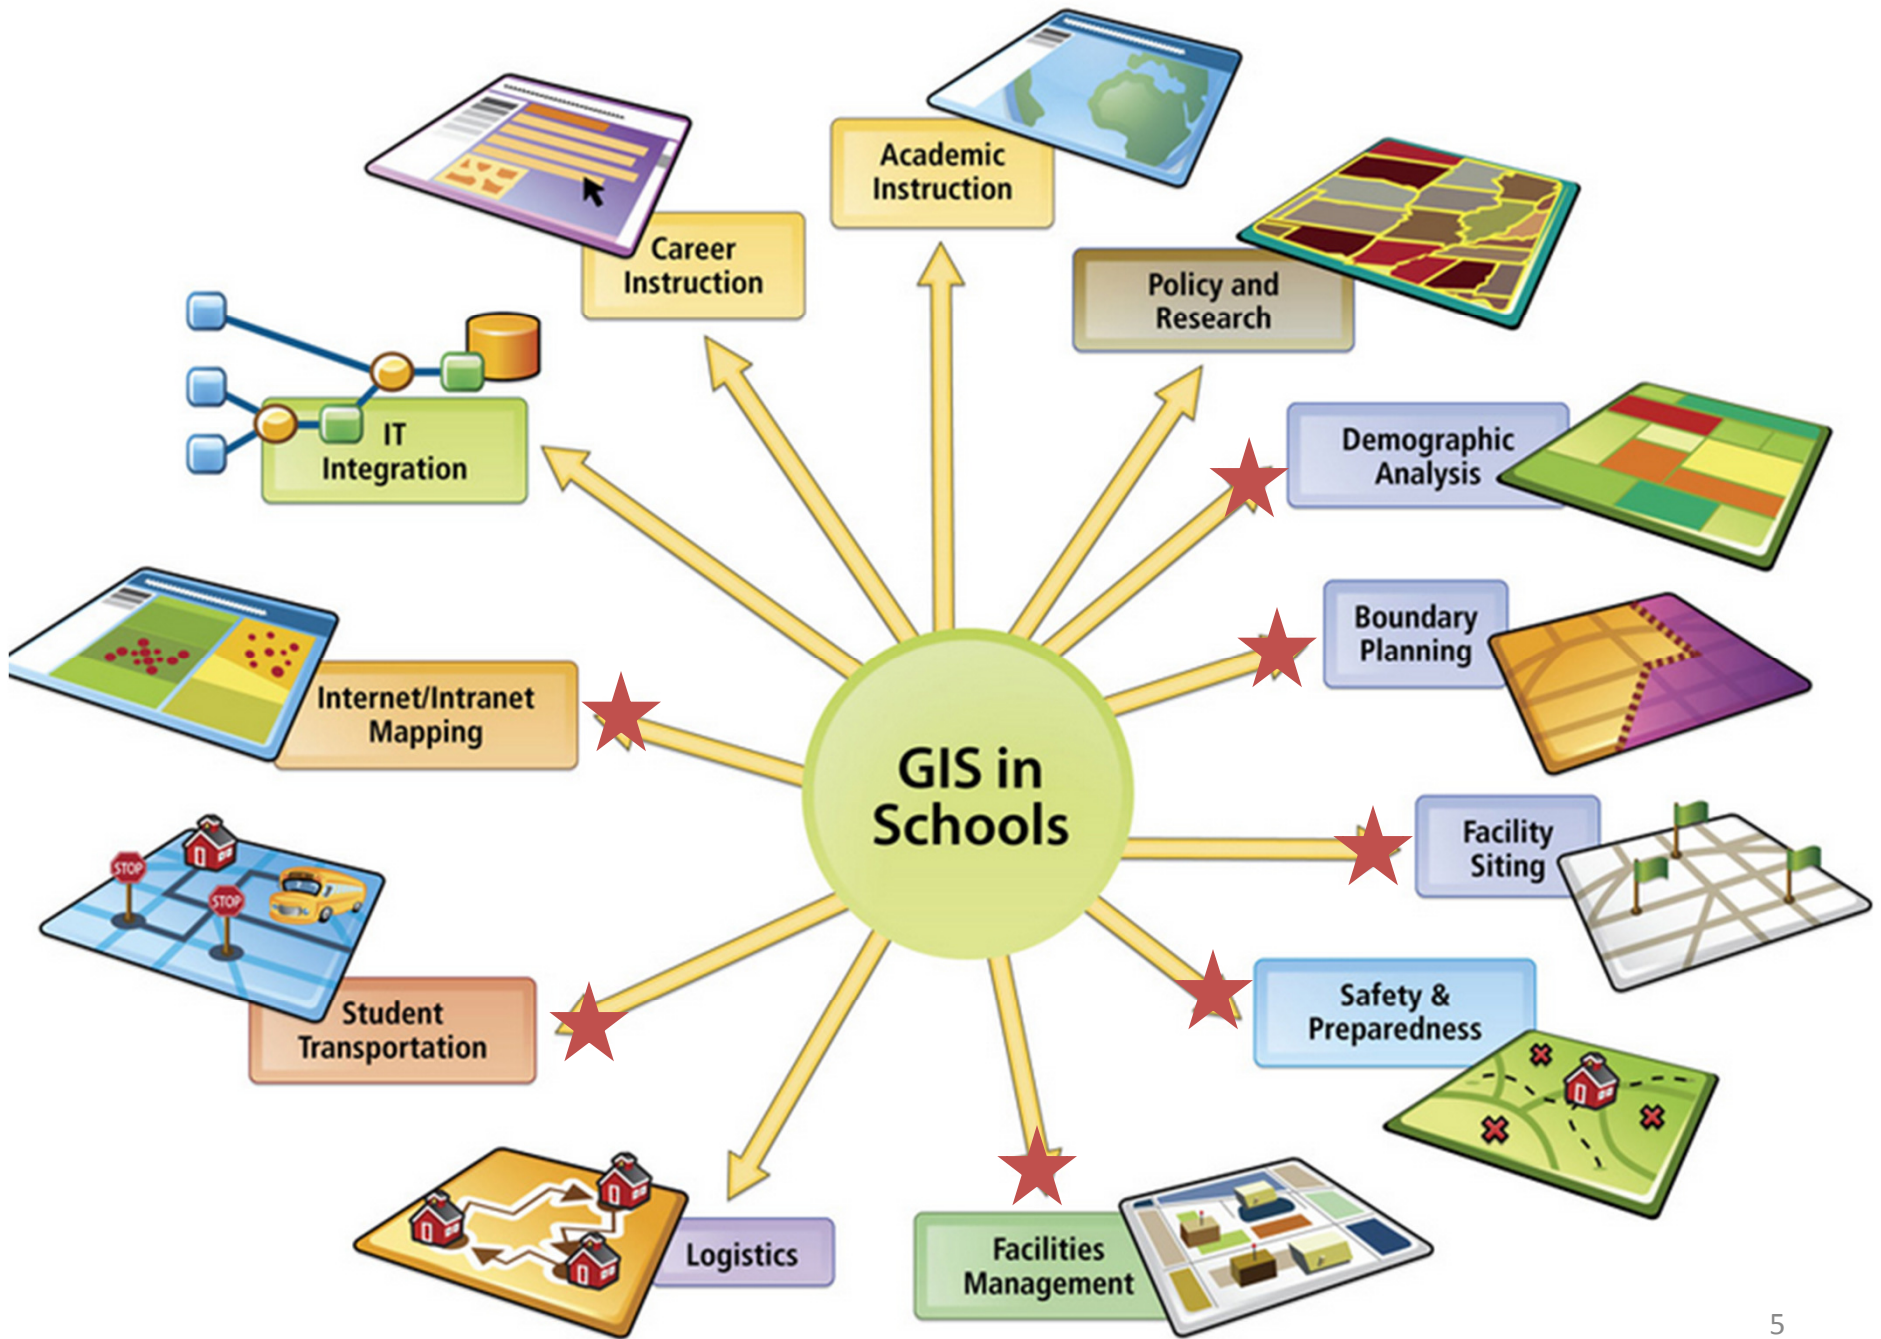 Academic
Instruction
Career
Instruction
Policy and
Research
IT
Integration
Demographic
Analysis
Boundary
Planning
Internet/Intranet
Mapping
GIS in
Schools
Facility
Siting
STOP
STOP
Safety &
Preparedness
Student
Transportation
Logistics
Facilities
Management
5